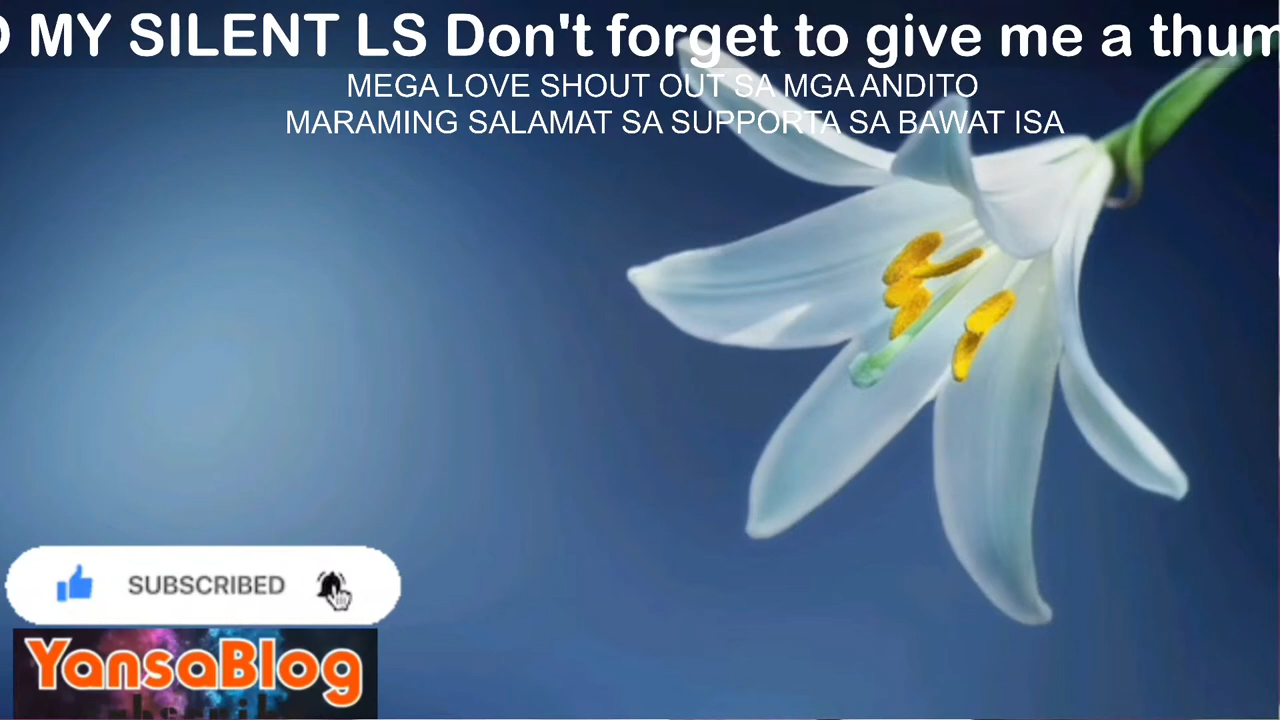 MY SILENT LS Don't forget to give me a
MEGA LOVE SHOUT OUT SA MGA ANDITO
MARAMING SALAMAT SA SUPPORTA SA BAWAT ISA
SUBSCRIBED
YansaBlog